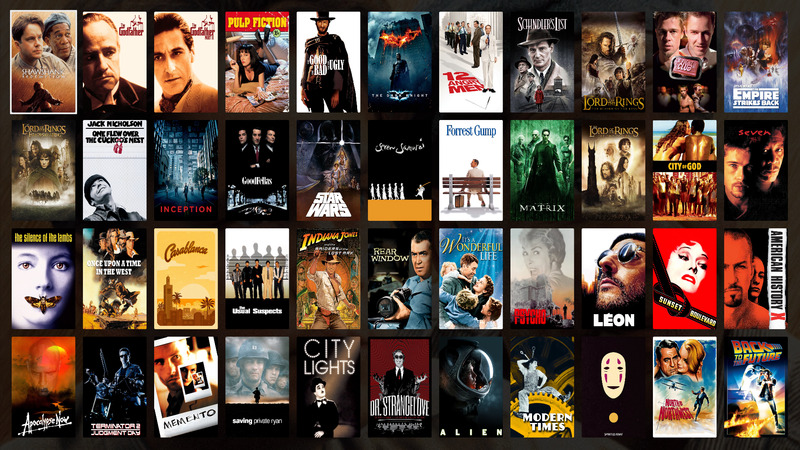 SHAWSHANK
REDEMPTION
The
Godfather
The
Godfather
PART II
PULP FICTION
THE
GOOD THE
BAD THE
UGLY
THE DARK KNIGHT
12
ANGRY
MEN
SCHINDLER'S
LIST
THE
LORD OF THE RINGS
FIGHT
CLUB
THE
EMPIRE
STRIKES BACK
THE
LORD OF THE RINGS
JACK NICHOLSON
ONE FLEW OVER
THE CUCKOO'S NEST
INCEPTION
GoodFellas
STAR
WARS
Seven Samurai
Forrest Gump
THE
MATRIX
THE
LORD OF THE RINGS
CITY OF GOD
seven
the silence of the lambs
ONCE UPON A TIME
IN THE WEST
Casablanca
The
Usual Suspects
INDIANA JONES
RAIDERS
OF THE
LOST ARK
REAR
WINDOW
IT'S A
WONDERFUL
LIFE
LÉON
SUNSET
BOULEVARD
AMERICAN HISTORY X
Apocalypse Now
TERMINATOR 2
JUDGMENT DAY
MEMENTO
saving private ryan
CITY
LIGHTS
DR. STRANGELOVE
ALIEN
MODERN
TIMES
SPIRITED AWAY
NORTH BY
NORTHWEST
BACK
TO THE
FUTURE